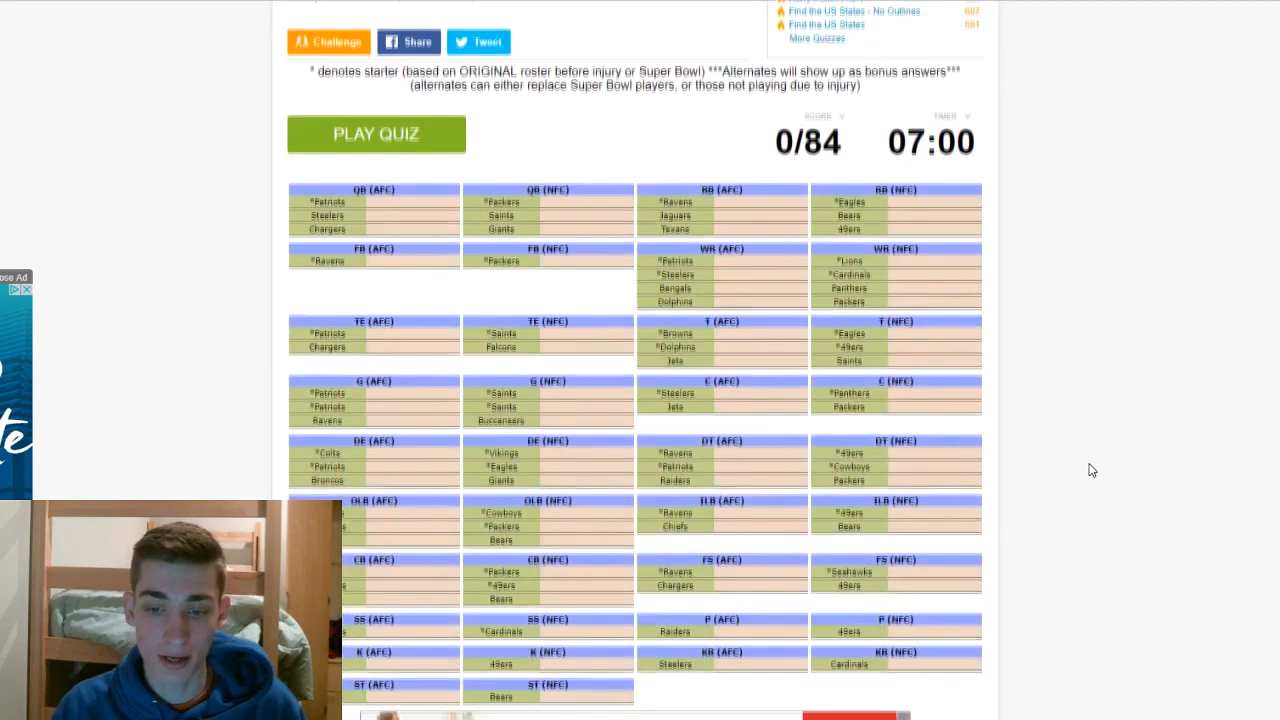 Find the US States - No Outlines 607
Find the US States 591
More Quizzes
Challenge Share Tweet
* denotes starter (based on ORIGINAL roster before injury or Super Bowl) ***Alternates will show up as bonus answers***
(alternates can either replace Super Bowl players, or those not playing due to injury)
SCORE TIMER
PLAY QUIZ 0/84 07:00
QB (AFC) QB (NFC) RB (AFC) RB (NFC)
*Patriots *Packers *Ravens *Eagles
Steelers Saints Jaguars Bears
Chargers Giants Texans 49ers
FB (AFC) FB (NFC) WR (AFC) WR (NFC)
*Ravens *Packers *Patriots *Lions
*Steelers *Cardinals
Bengals Panthers
Dolphins Packers
ose Ad
TE (AFC) TE (NFC) T (AFC) T (NFC)
*Patriots *Saints *Browns *Eagles
Chargers Falcons *Dolphins *49ers
Jets Saints
G (AFC) G (NFC) C (AFC) C (NFC)
*Patriots *Saints *Steelers *Panthers
*Patriots *Saints Jets Packers
Ravens Buccaneers
te
DE (AFC) DE (NFC) DT (AFC) DT (NFC)
*Colts *Vikings *Ravens *49ers
*Patriots *Eagles Patriots *Cowboys
Broncos Giants Raiders Packers
OLB (AFC) OLB (NFC) ILB (AFC) ILB (NFC)
*Cowboys *Ravens *49ers
*Packers Chiefs Bears
Bears
CB (AFC) CB (NFC) FS (AFC) FS (NFC)
*Packers *Ravens *Seahawks
*49ers Chargers 49ers
Bears
SS (AFC) SS (NFC) P (AFC) P (NFC)
*Cardinals Raiders 49ers
K (AFC) K (NFC) KR (AFC) KR (NFC)
49ers Steelers Cardinals
ST (AFC) ST (NFC)
Bears